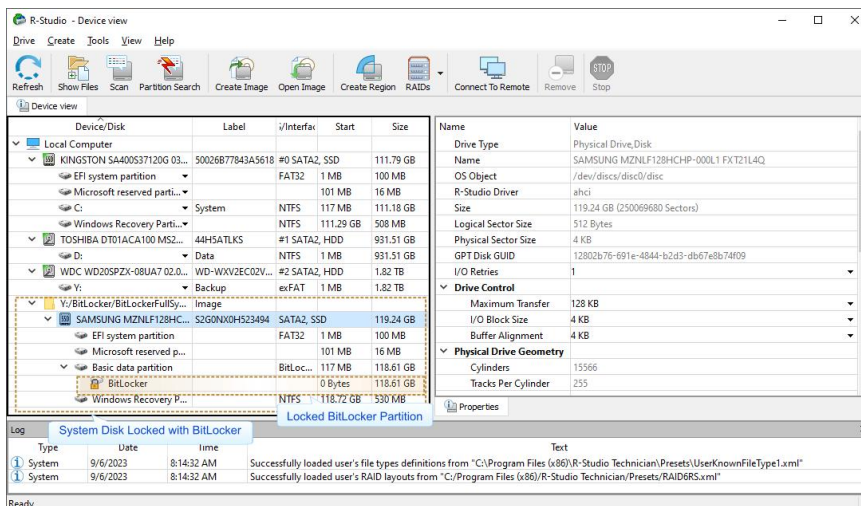 R-Studio - Device view
Drive Create Tools View Help
Refresh Show Files Scan Partition Search Create Image Open Image Create Region RAIDs Connect To Remote Remove Stop
STOP
Device view
Device/Disk Label s/Interfac Start Size
Local Computer
KINGSTON SA400S37120G 03... 50026B77843A5618 #0 SATA2, SSD 111.79 GB
EFI system partition FAT32 1 MB 100 MB
Microsoft reserved parti... 101 MB 16 MB
C: System NTFS 117 MB 111.18 GB
Windows Recovery Parti... NTFS 111.29 GB 508 MB
TOSHIBA DT01ACA100 MS2... 44H5ATLKS #1 SATA2, HDD 931.51 GB
D: Data NTFS 1 MB 931.51 GB
WDC WD20SPZX-08UA7 02.0... WD-WXV2EC02V... #2 SATA2, HDD 1.82 TB
Y: Backup exFAT 1 MB 1.82 TB
Y:/BitLocker/BitLockerFullSy... Image
SAMSUNG MZNLF128HC... S2G0NX0H523494 SATA2, SSD 119.24 GB
EFI system partition FAT32 1 MB 100 MB
Microsoft reserved p... 101 MB 16 MB
Basic data partition BitLoc... 117 MB 118.61 GB
BitLocker 0 Bytes 118.61 GB
Windows Recovery P... NTFS 118.72 GB 530 MB
Locked BitLocker Partition
System Disk Locked with BitLocker
Name Value
Drive Type Physical Drive,Disk
Name SAMSUNG MZNLF128HCHP-000L1 FXT21L4Q
OS Object /dev/discs/disc0/disc
R-Studio Driver ahci
Size 119.24 GB (250069680 Sectors)
Logical Sector Size 512 Bytes
Physical Sector Size 4 KB
GPT Disk GUID 12802b76-691e-4844-b2d3-db67e8b74f09
I/O Retries 1
Drive Control
Maximum Transfer 128 KB
I/O Block Size 4 KB
Buffer Alignment 4 KB
Physical Drive Geometry
Cylinders 15566
Tracks Per Cylinder 255
Properties
Log
Type Date Time Text
System 9/6/2023 8:14:32 AM Successfully loaded user's file types definitions from "C:\Program Files (x86)\R-Studio Technician\Presets\UserKnownFileType1.xml"
System 9/6/2023 8:14:32 AM Successfully loaded user's RAID layouts from "C:/Program Files (x86)/R-Studio Technician/Presets/RAID6RS.xml"
Ready